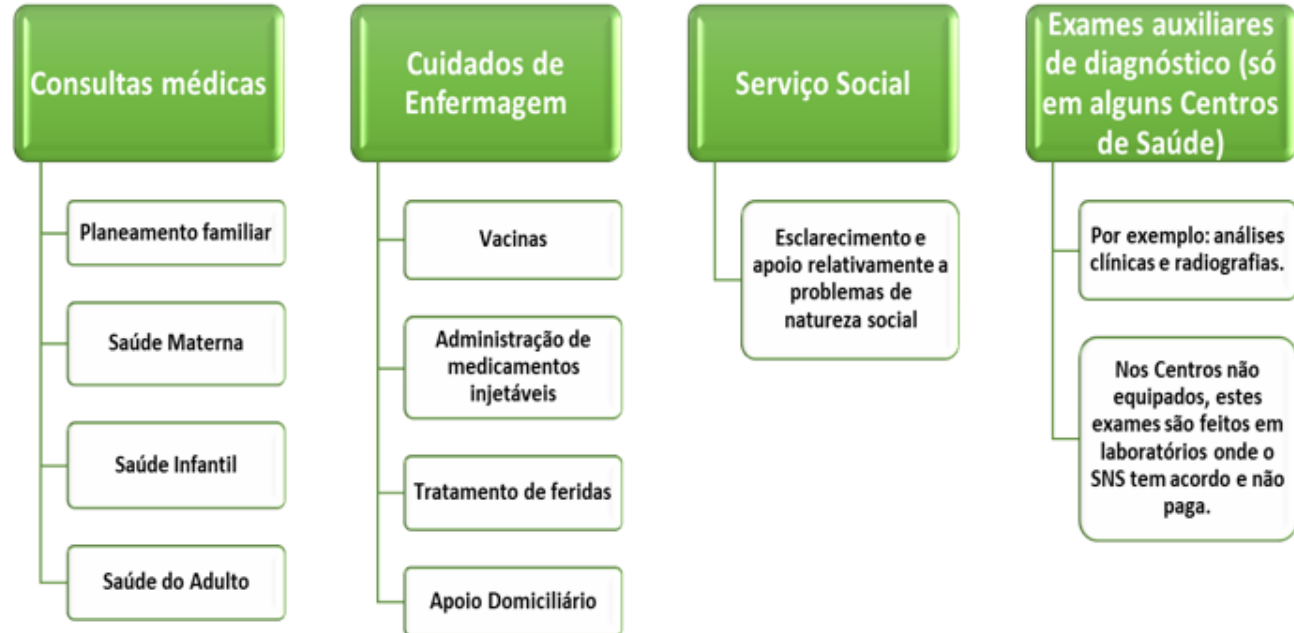 Consultas médicas
Planeamento familiar
Saúde Materna
Saúde Infantil
Saúde do Adulto
Cuidados de
Enfermagem
Vacinas
Administração de
medicamentos
injetáveis
Tratamento de feridas
Apoio Domiciliário
Serviço Social
Esclarecimento e
apoio relativamente a
problemas de
natureza social
Exames auxiliares
de diagnóstico (só
em alguns Centros
de Saúde)
Por exemplo: análises
clínicas e radiografias.
Nos Centros não
equipados, estes
exames são feitos em
laboratórios onde o
SNS tem acordo e não
paga.